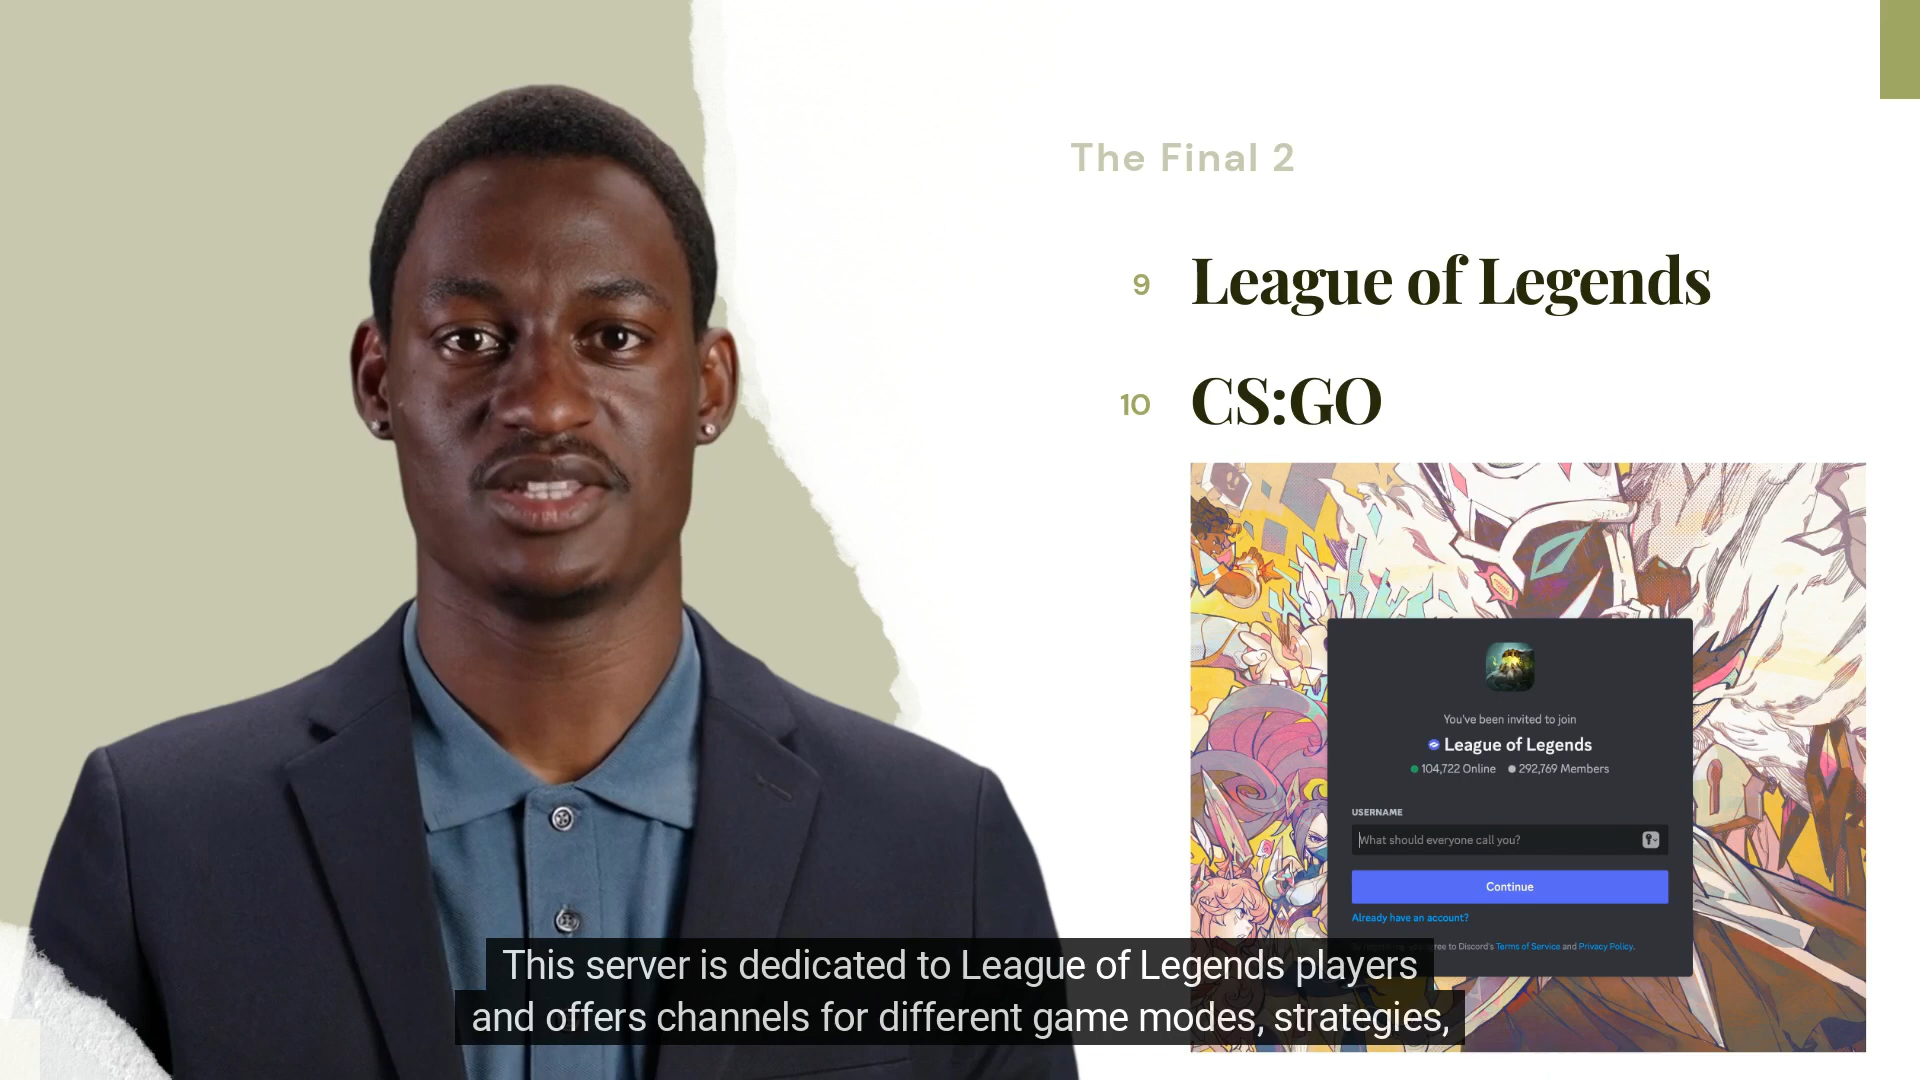 The Final 2
9 League of Legends
10 CS:GO
You've been invited to join
League of Legends
104,722 Online 292,769 Members
USERNAME
What should everyone call you?
Continue
Already have an account?
to Discord's Terms of Service and Privacy Policy.
This server is dedicated to League of Legends players
and offers channels for different game modes, strategies,